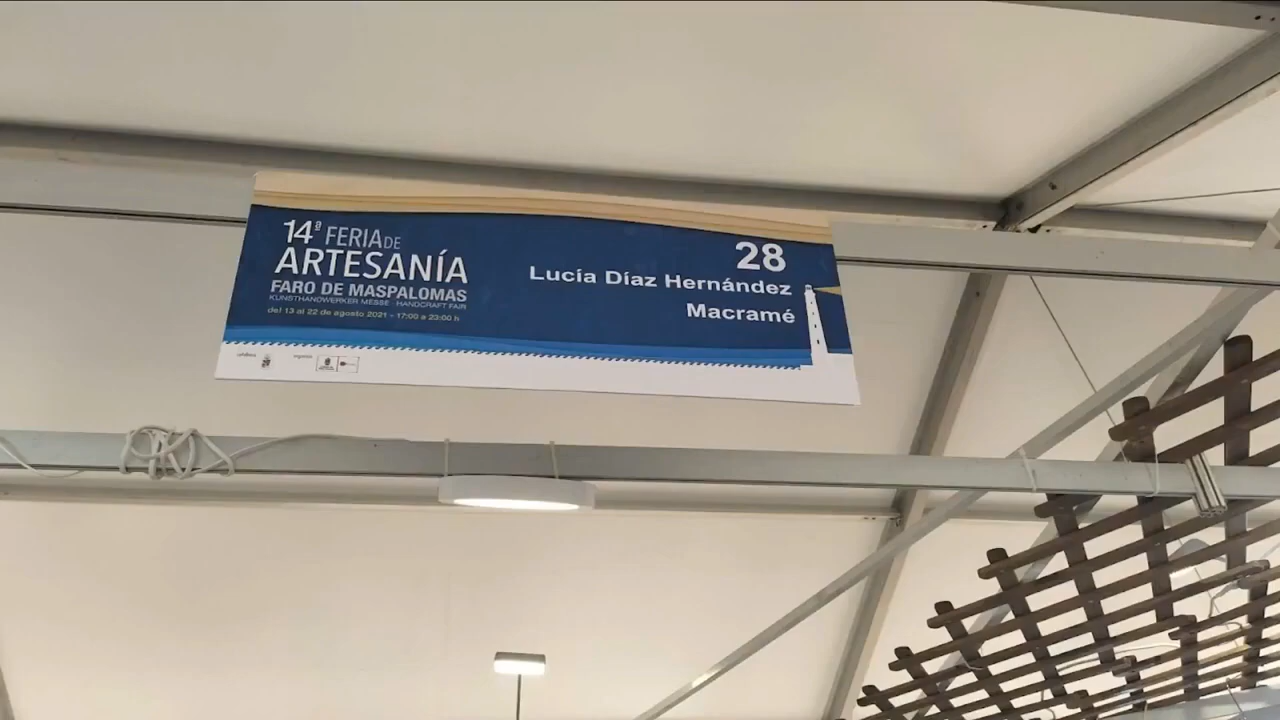 14ª FERIA DE
ARTESANÍA
FARO DE MASPALOMAS
KUNSTHANDWERKER MESSE · HANDCRAFT FAIR
del 13 al 22 de agosto 2021 - 17:00 a 23:00 h
28
Lucía Díaz Hernández
Macramé